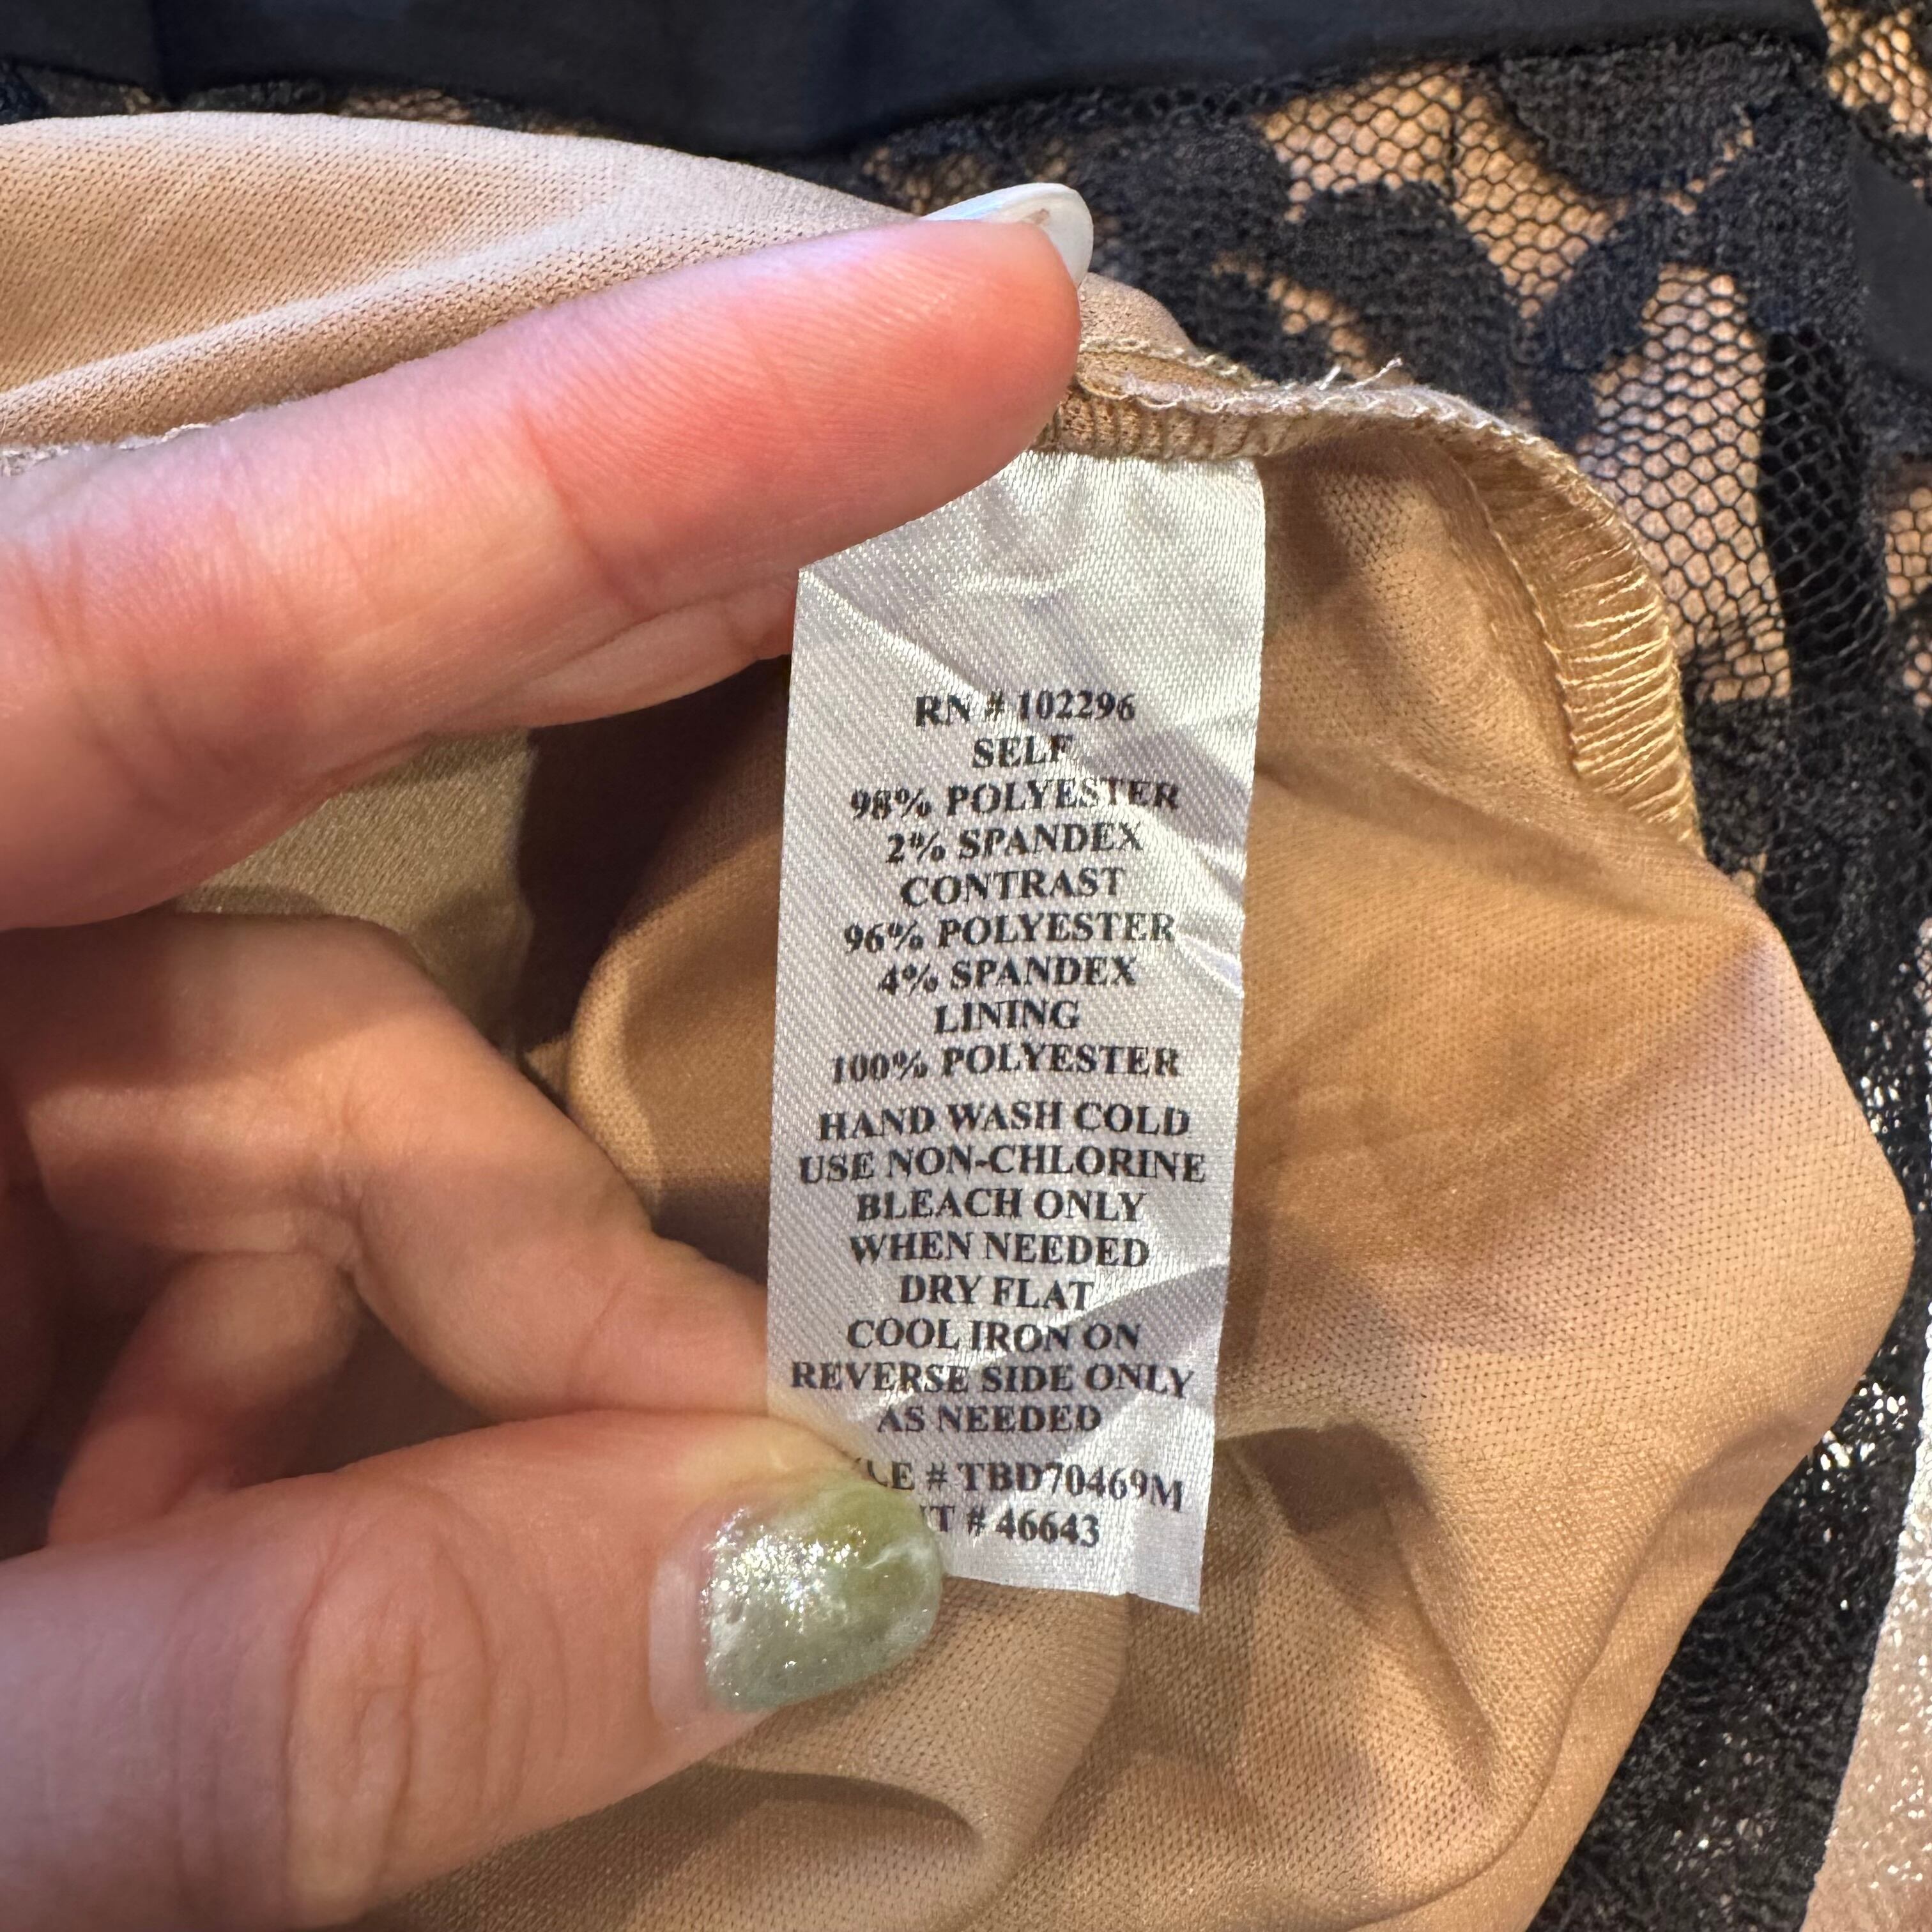 RN # 102296
SELF
98% POLYESTER
2% SPANDEX
CONTRAST
96% POLYESTER
4% SPANDEX
LINING
100% POLYESTER
HAND WASH COLD
USE NON-CHLORINE
BLEACH ONLY
WHEN NEEDED
DRY FLAT
COOL IRON ON
REVERSE SIDE ONLY
AS NEEDED
# TBD70469M
# 46643